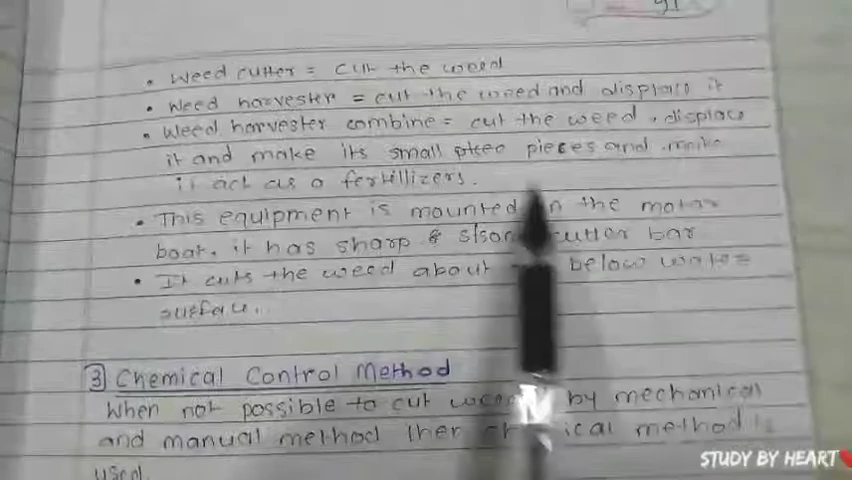 • Weed cutter = cut the weed
• Weed harvester = cut the weed and displace it
• Weed harvester combine = cut the weed, displace
it and make its small pieces and make
it act as a fertillizers.
• This equipment is mounted in the motor
boat, it has sharp & cutter bar
• It cuts the weed about below water
surface.
3 Chemical Control Method
When not possible to cut by mechanical
and manual method then method is
used.
STUDY BY HEART